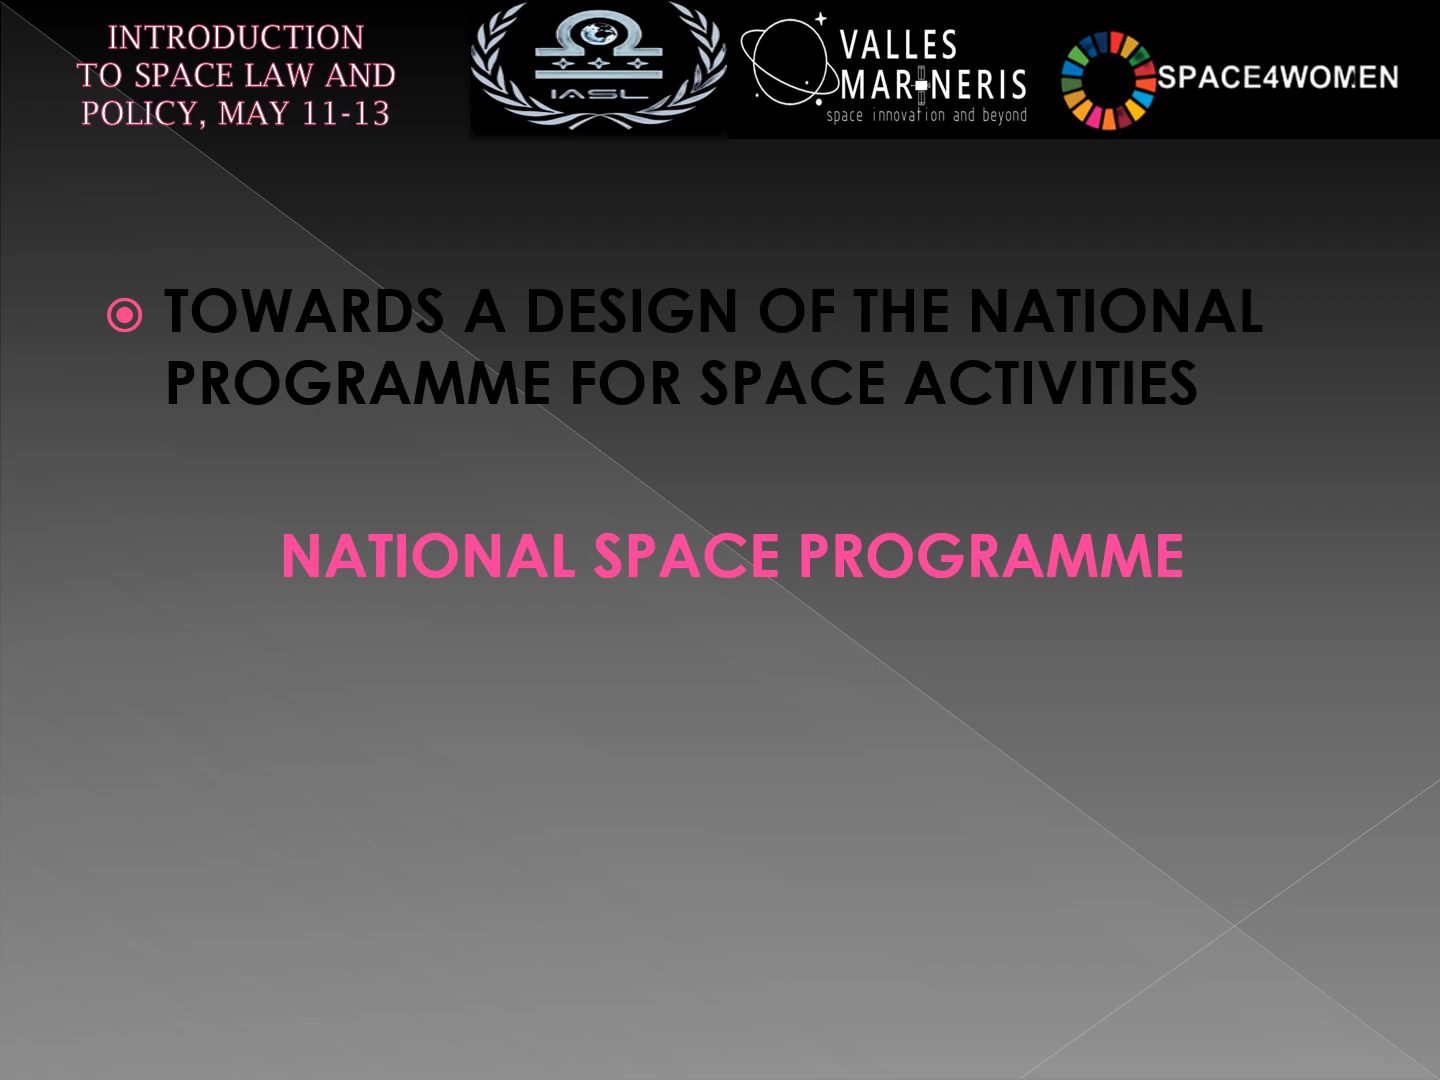 INTRODUCTION
TO SPACE LAW AND
POLICY, MAY 11-13
IASL
VALLES
MARINERIS
space innovation and beyond
SPACE4WOMEN
TOWARDS A DESIGN OF THE NATIONAL
PROGRAMME FOR SPACE ACTIVITIES
NATIONAL SPACE PROGRAMME